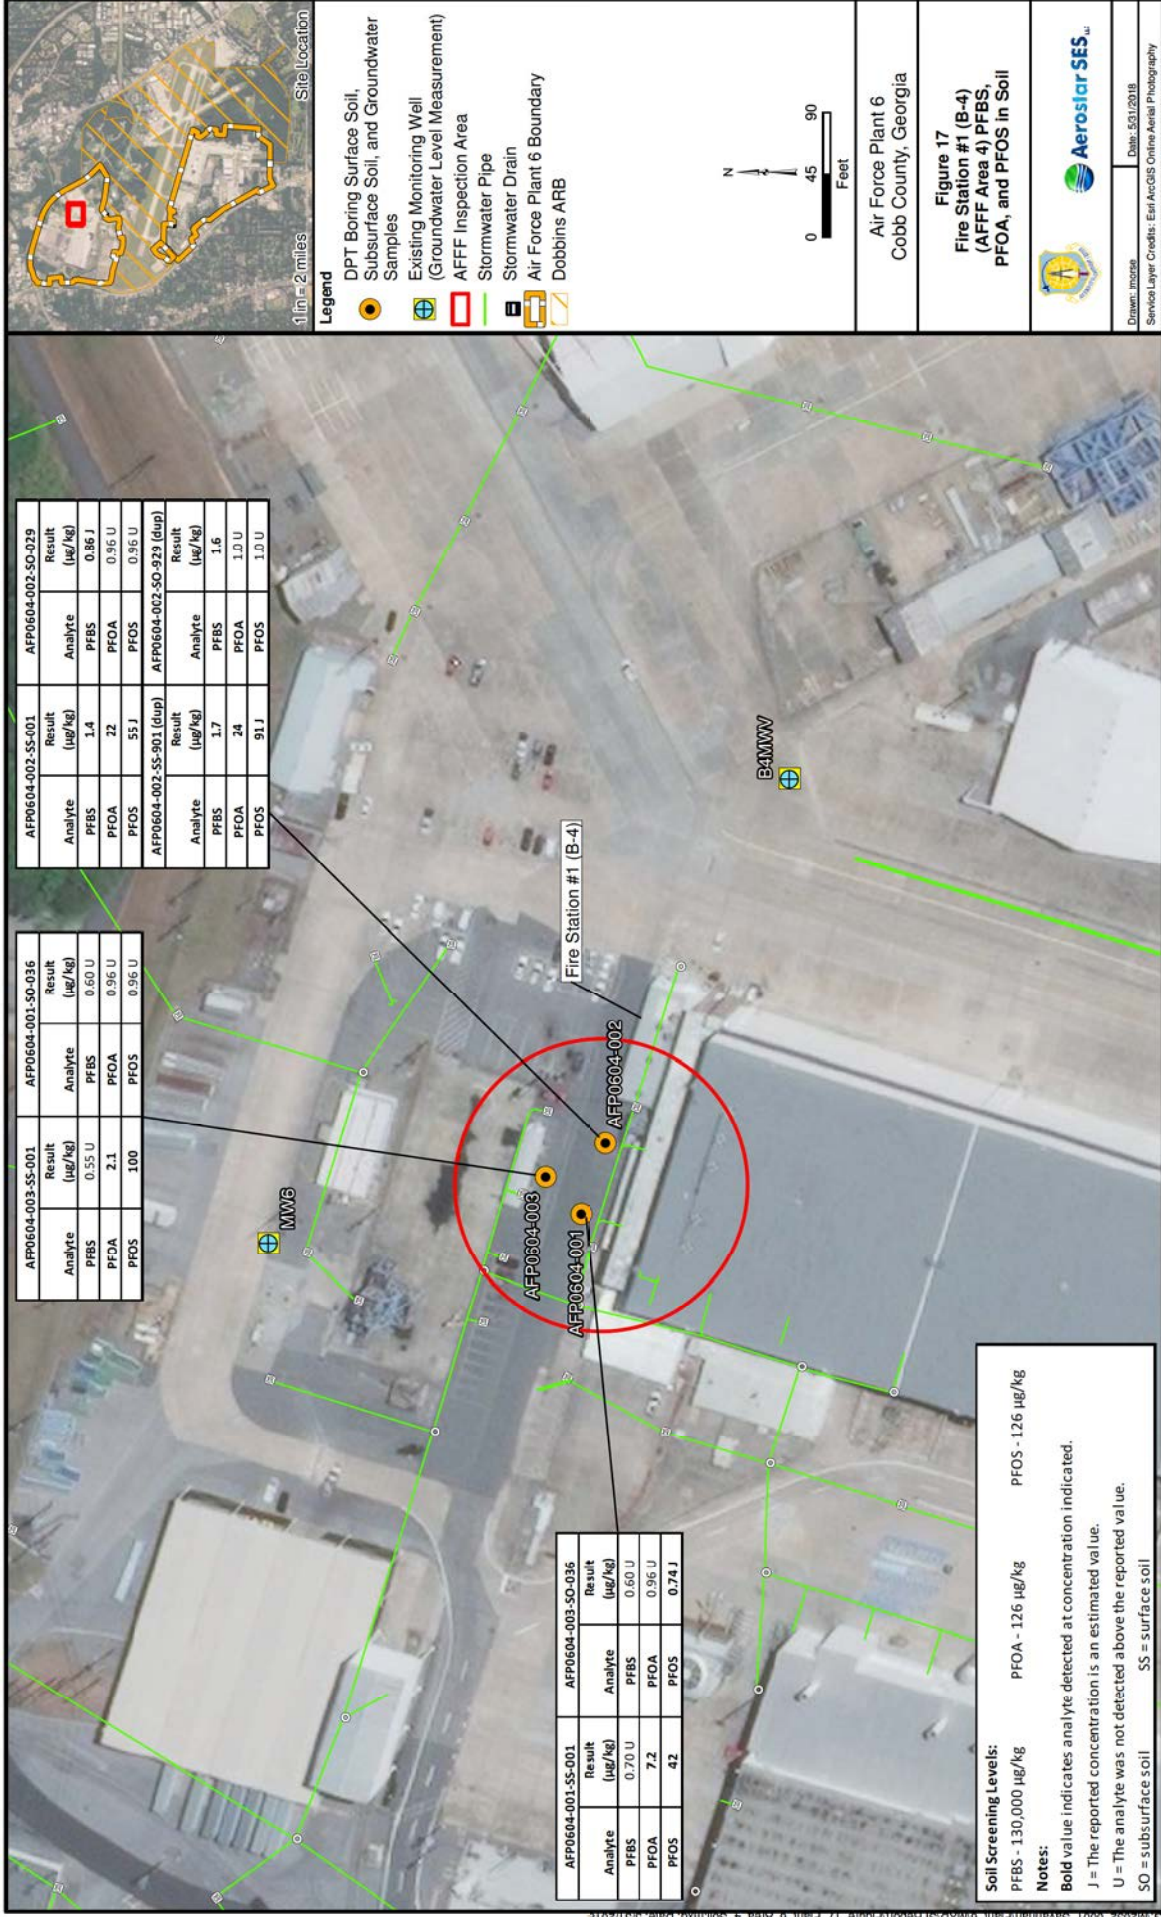 AFP0604-003-SS-001 AFP0604-001-SO-036
Analyte Result (µg/kg) Analyte Result (µg/kg)
PFBS 0.55 U PFBS 0.60 U
PFOA 2.1 PFOA 0.96 U
PFOS 100 PFOS 0.96 U
AFP0604-002-SS-001 AFP0604-002-SO-029
Analyte Result (µg/kg) Analyte Result (µg/kg)
PFBS 1.4 PFBS 0.86 J
PFOA 22 PFOA 0.96 U
PFOS 55 J PFOS 0.96 U
AFP0604-002-SS-901 (dup) AFP0604-002-SO-929 (dup)
Analyte Result (µg/kg) Analyte Result (µg/kg)
PFBS 1.7 PFBS 1.6
PFOA 24 PFOA 1.0 U
PFOS 91 J PFOS 1.0 U
MW6
AFP0604-003
AFP0604-001
AFP0604-002
Fire Station #1 (B-4)
B4MWV
AFP0604-001-SS-001 AFP0604-003-SO-036
Analyte Result (µg/kg) Analyte Result (µg/kg)
PFBS 0.70 U PFBS 0.60 U
PFOA 7.2 PFOA 0.96 U
PFOS 42 PFOS 0.74 J
Soil Screening Levels:
PFBS - 130,000 µg/kg PFOA - 126 µg/kg PFOS - 126 µg/kg
Notes:
Bold value indicates analyte detected at concentration indicated.
J = The reported concentration is an estimated value.
U = The analyte was not detected above the reported value.
SO = subsurface soil SS = surface soil
1 in = 2 miles Site Location
Legend
DPT Boring Surface Soil,
Subsurface Soil, and Groundwater
Samples
Existing Monitoring Well
(Groundwater Level Measurement)
AFFF Inspection Area
Stormwater Pipe
Stormwater Drain
Air Force Plant 6 Boundary
Dobbins ARB
N
0 45 90
Feet
Air Force Plant 6
Cobb County, Georgia
Figure 17
Fire Station #1 (B-4)
(AFFF Area 4) PFBS,
PFOA, and PFOS in Soil
Aerostar SES LLC
Drawn: imorse Date: 5/31/2018
Service Layer Credits: Esri ArcGIS Online Aerial Photography